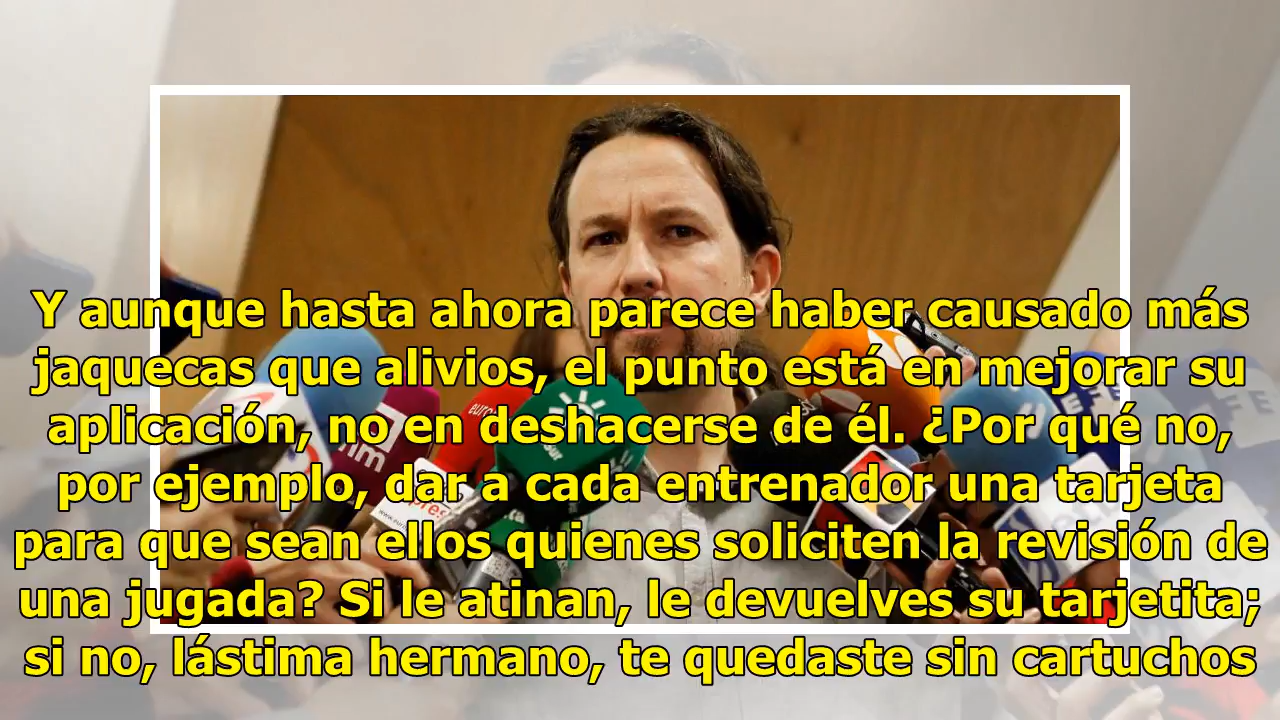 Y aunque hasta ahora parece haber causado más
jaquecas que alivios, el punto está en mejorar su
aplicación, no en deshacerse de él. ¿Por qué no,
por ejemplo, dar a cada entrenador una tarjeta
para que sean ellos quienes soliciten la revisión de
una jugada? Si le atinan, le devuelves su tarjetita;
si no, lástima hermano, te quedaste sin cartuchos